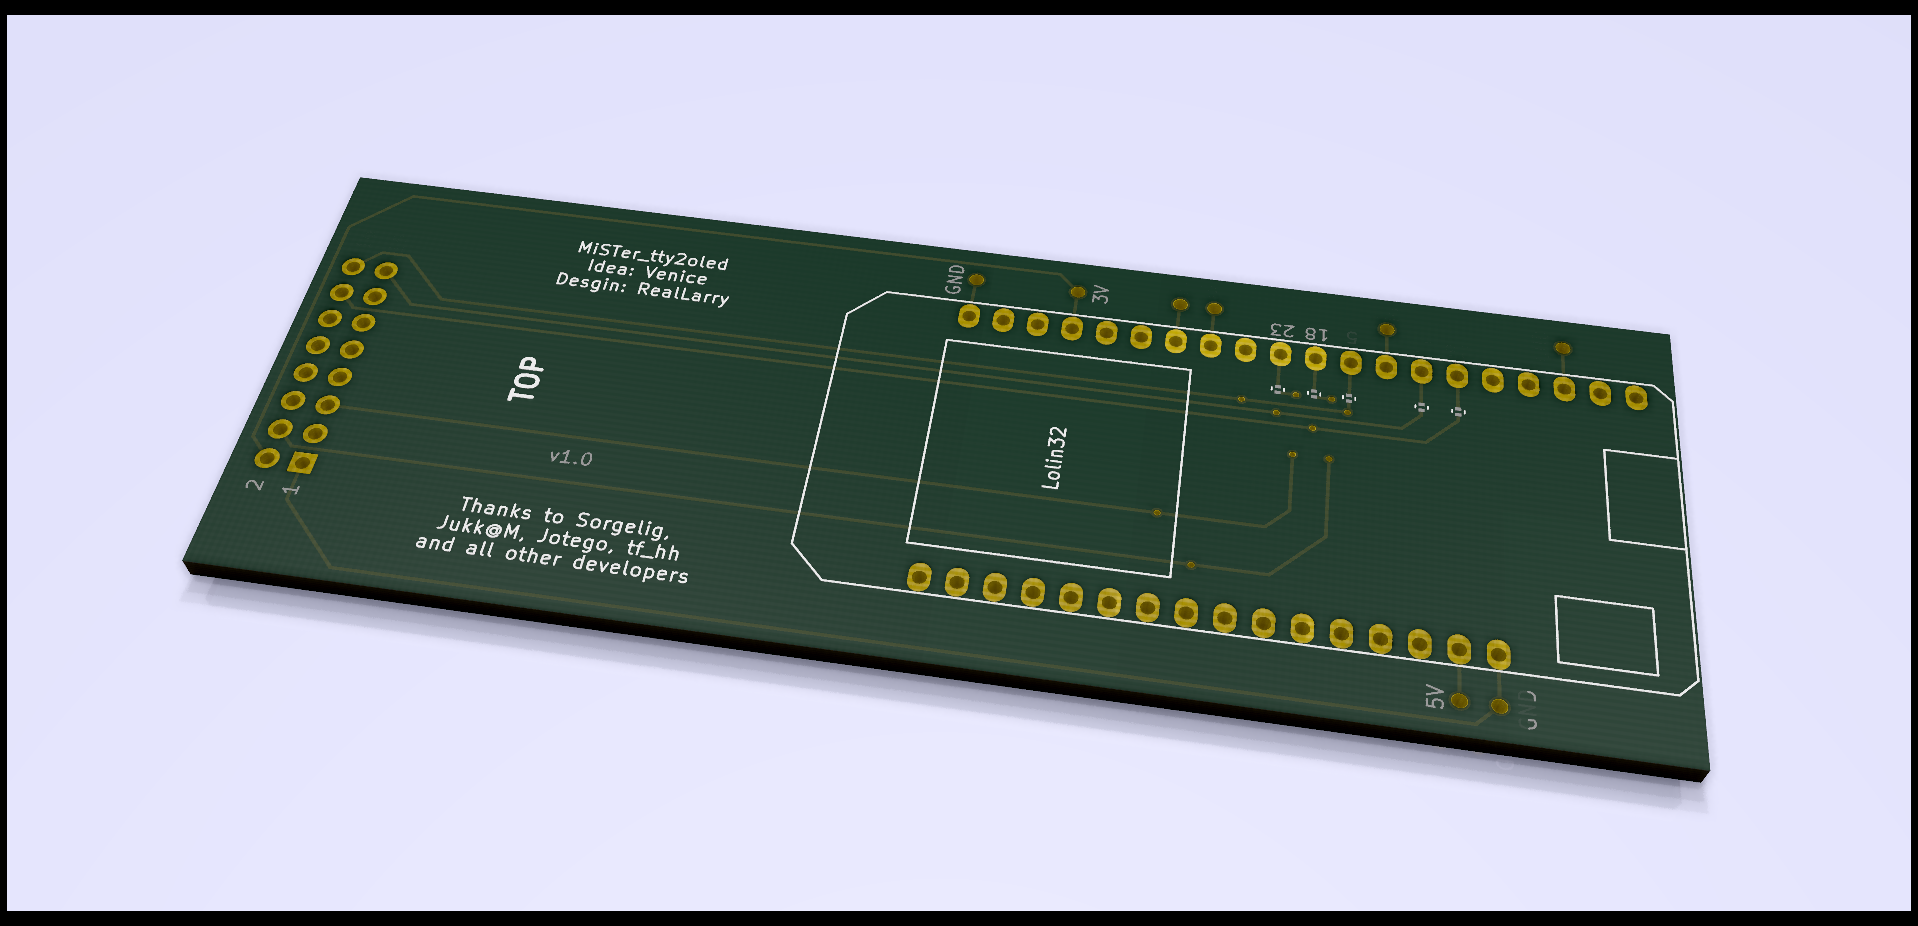 MiSTer_tty2oled
Idea: Venice
Desgin: RealLarry
GND
3V
23
18
5
TOP
Lolin32
v1.0
2
1
Thanks to Sorgelig,
Jukk@M, Jotego, tf_hh
and all other developers
5V
GND